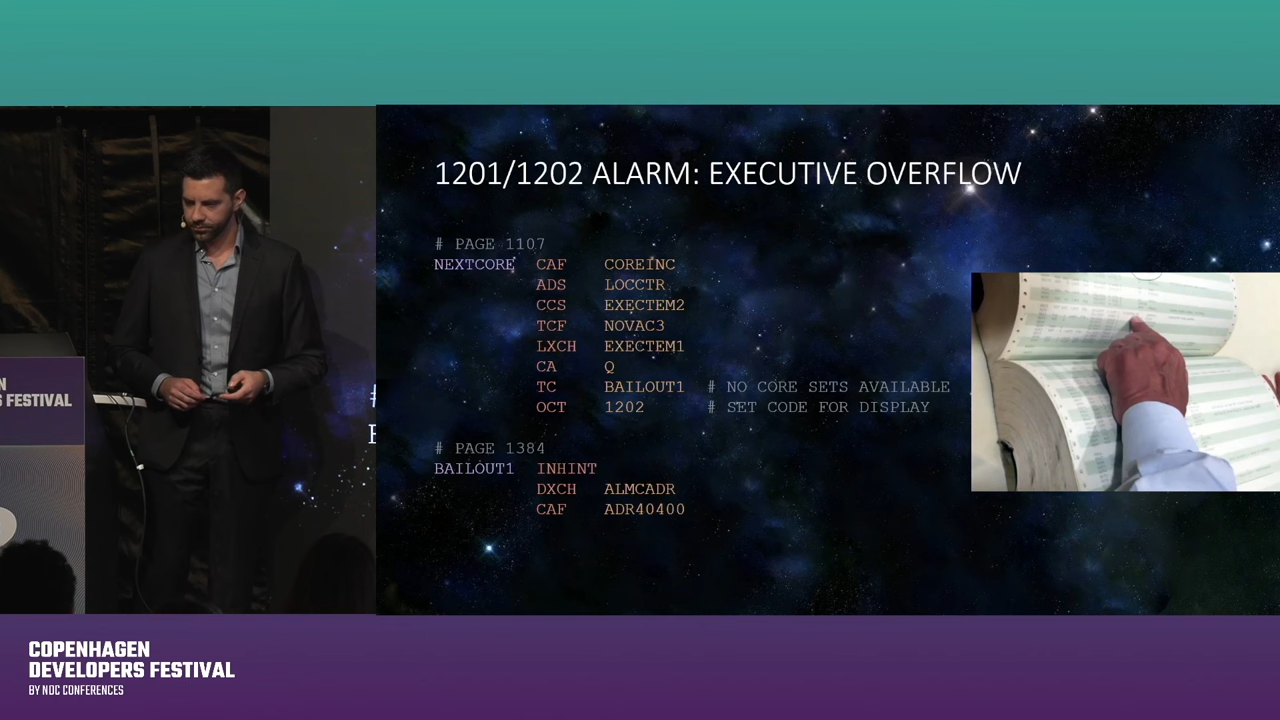 1201/1202 ALARM: EXECUTIVE OVERFLOW
# PAGE 1107
NEXTCORE CAF COREINC
ADS LOCCTR
CCS EXECTEM2
TCF NOVAC3
LXCH EXECTEM1
CA Q
TC BAILOUT1 # NO CORE SETS AVAILABLE
OCT 1202 # SET CODE FOR DISPLAY
# PAGE 1384
BAILOUT1 INHINT
DXCH ALMCADR
CAF ADR40400
FESTIVAL
COPENHAGEN
DEVELOPERS FESTIVAL
BY NDC CONFERENCES